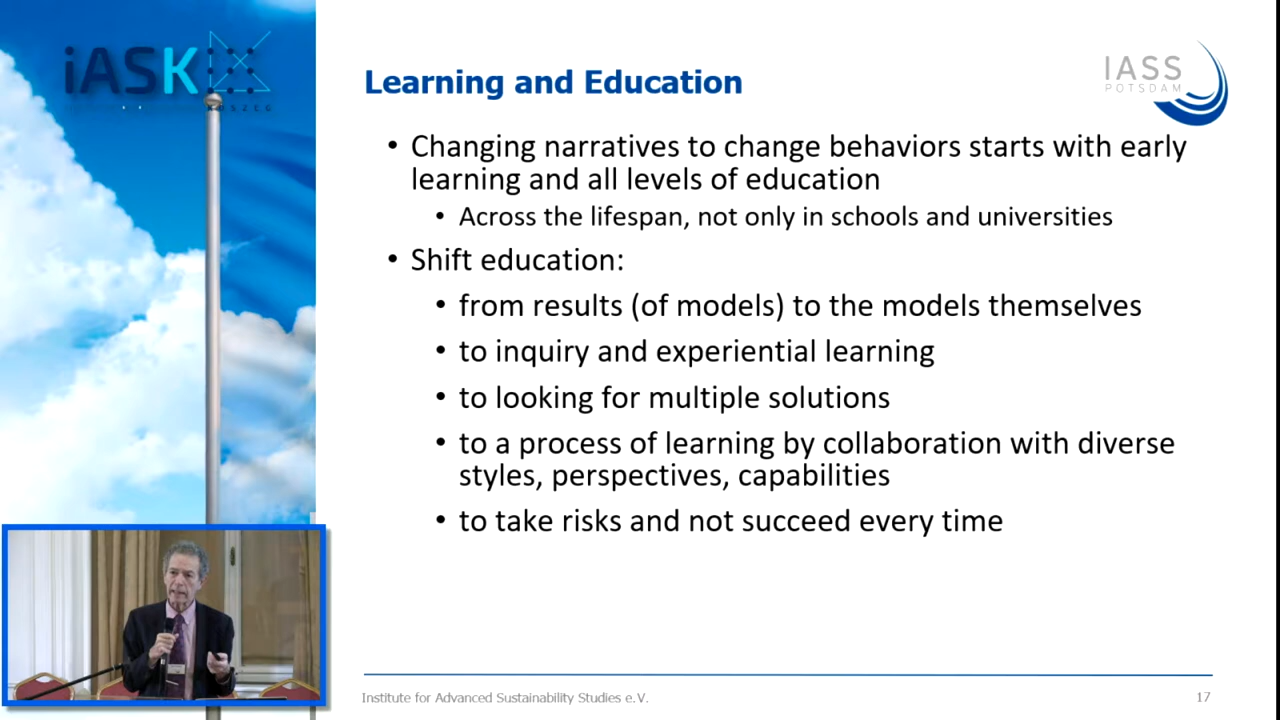 iASK
KOSZEG
Learning and Education
IASS
POTSDAM
• Changing narratives to change behaviors starts with early
learning and all levels of education
• Across the lifespan, not only in schools and universities
• Shift education:
• from results (of models) to the models themselves
• to inquiry and experiential learning
• to looking for multiple solutions
• to a process of learning by collaboration with diverse
styles, perspectives, capabilities
• to take risks and not succeed every time
Institute for Advanced Sustainability Studies e.V.
17